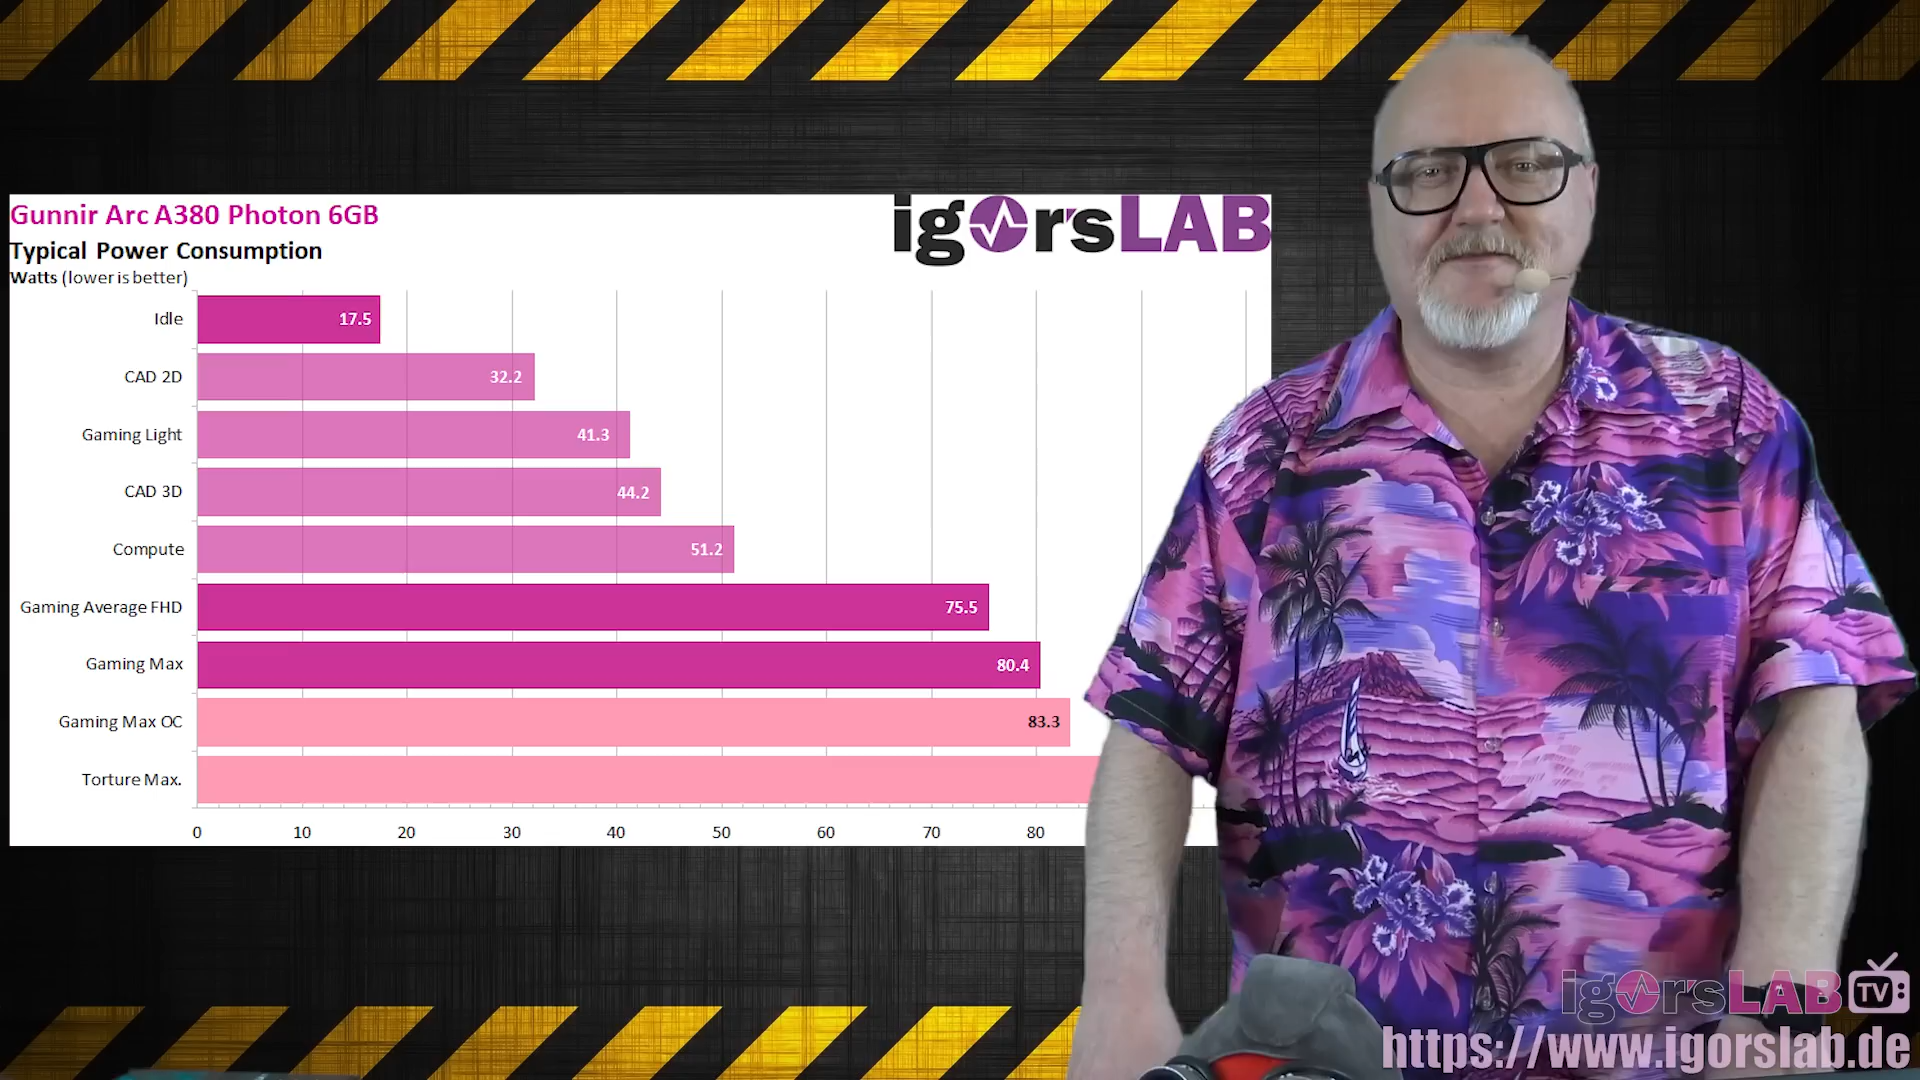 Gunnir Arc A380 Photon 6GB
igorsLAB
Typical Power Consumption
Watts (lower is better)
Idle 17.5
CAD 2D 32.2
Gaming Light 41.3
CAD 3D 44.2
Compute 51.2
Gaming Average FHD 75.5
Gaming Max 80.4
Gaming Max OC 83.3
Torture Max.
0 10 20 30 40 50 60 70 80
igorsLAB TV
https://www.igorslab.de